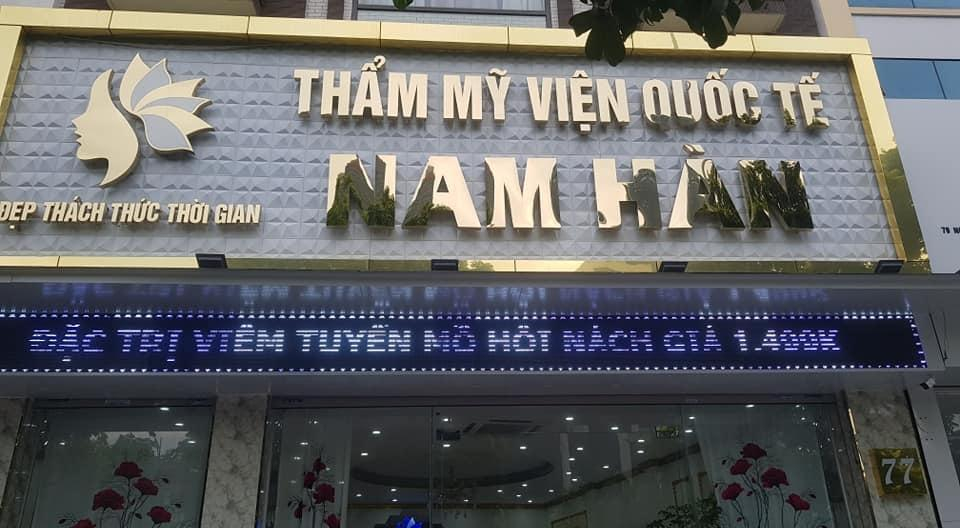 THẨM MỸ VIỆN QUỐC TẾ
NAM HÀN
ĐẸP THÁCH THỨC THỜI GIAN
ĐẶC TRỊ VIÊM TUYẾN MỒ HÔI NÁCH GIÁ 1.400K
77